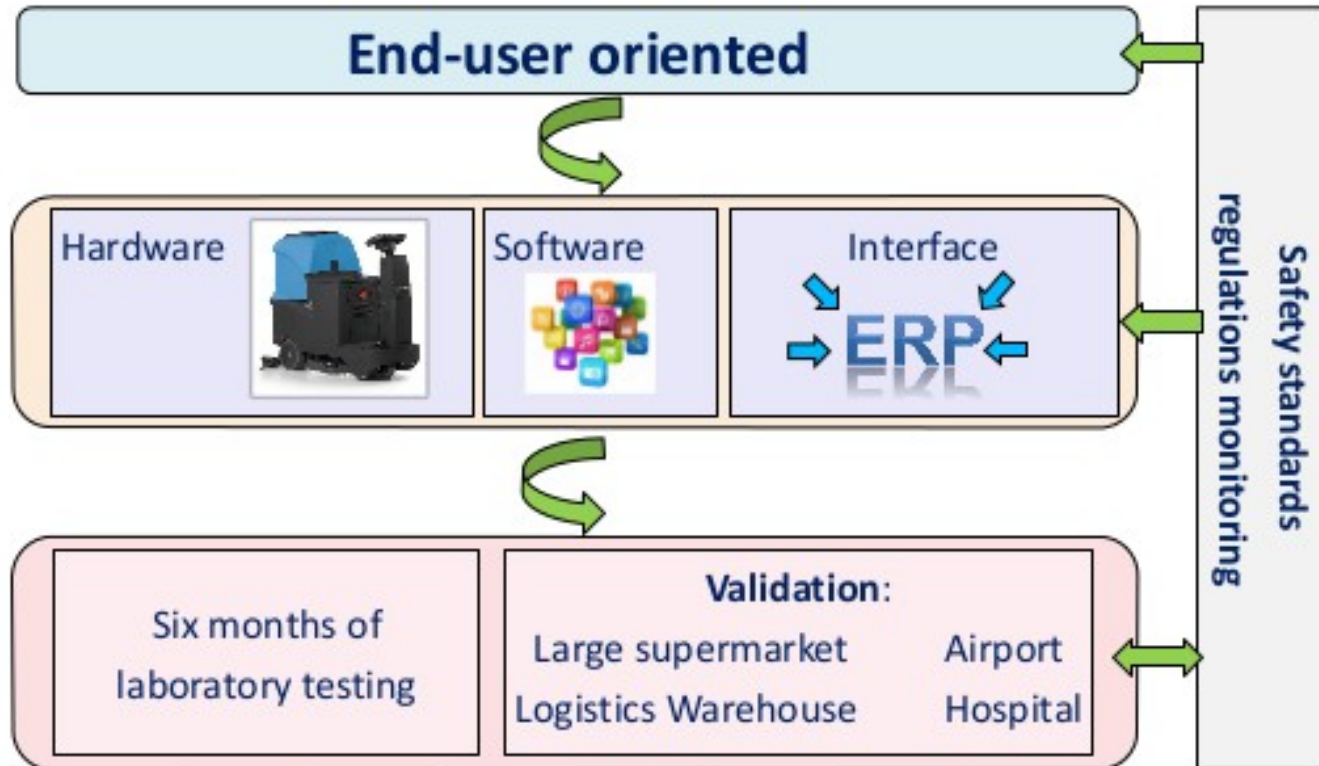 End-user oriented
Hardware
Software
Interface
ERP
Six months of
laboratory testing
Validation:
Large supermarket
Airport
Logistics Warehouse
Hospital
Safety standards
regulations monitoring